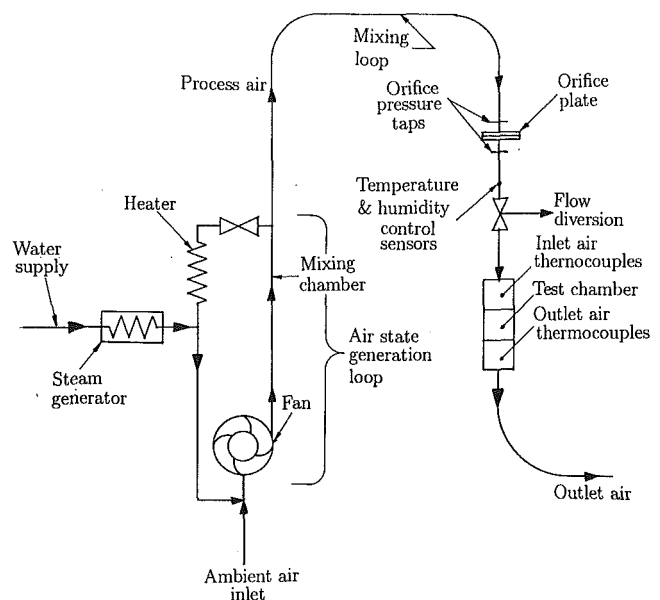 Mixing
loop
Process air
Orifice
pressure
taps
Orifice
plate
Temperature
& humidity
control
sensors
Flow
diversion
Heater
Water
supply
Mixing
chamber
Inlet air
thernocouples
Test chamber
Outlet air
thermocouples
Air state
generation
loop
Steam
generator
Fan
Outlet air
Ambient air
inlet